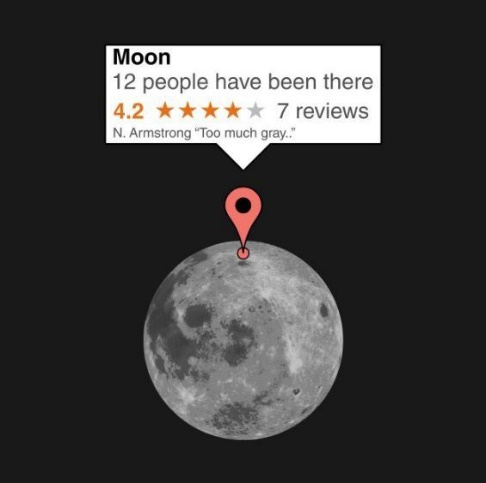 Moon
12 people have been there
4.2 ★★★★★ 7 reviews
N. Armstrong “Too much gray..”